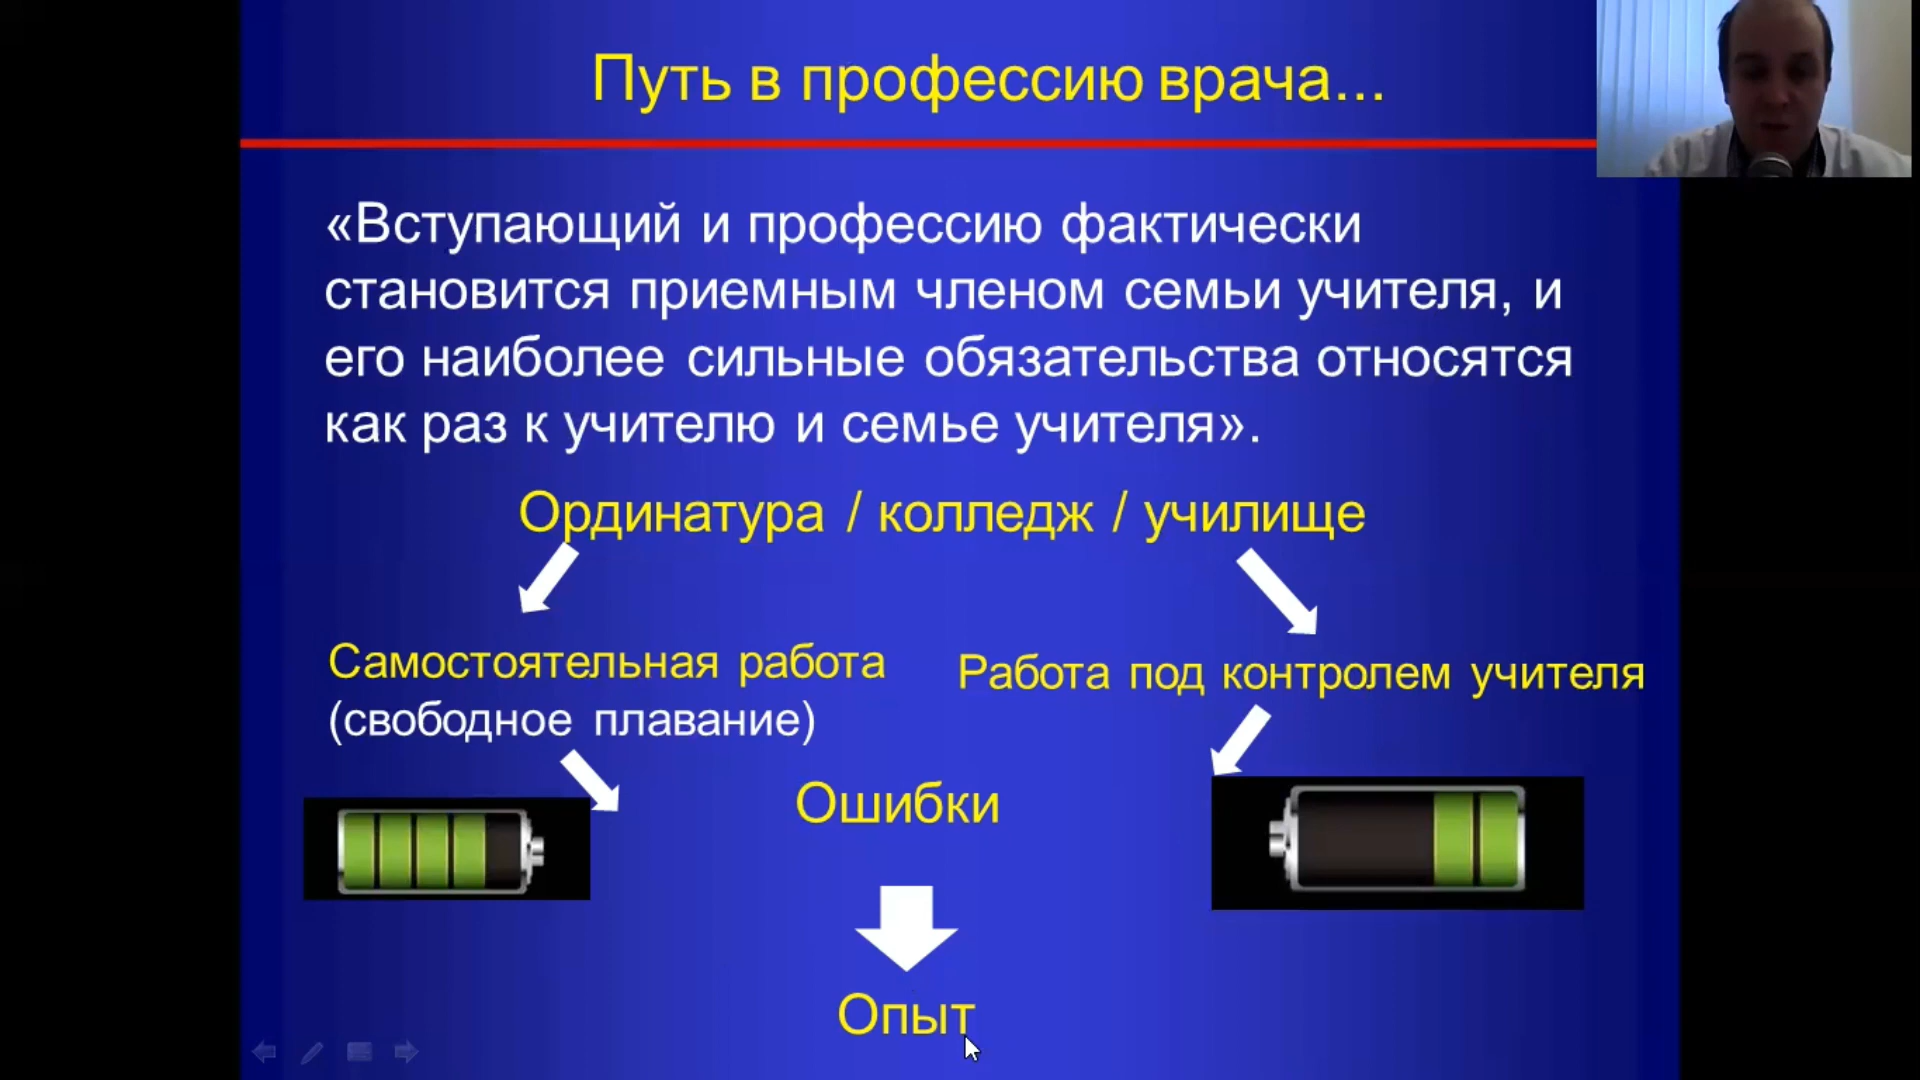 Путь в профессию врача...
«Вступающий и профессию фактически
становится приемным членом семьи учителя, и
его наиболее сильные обязательства относятся
как раз к учителю и семье учителя».
Ординатура / колледж / училище
Самостоятельная работа
(свободное плавание)
Работа под контролем учителя
Ошибки
Опыт